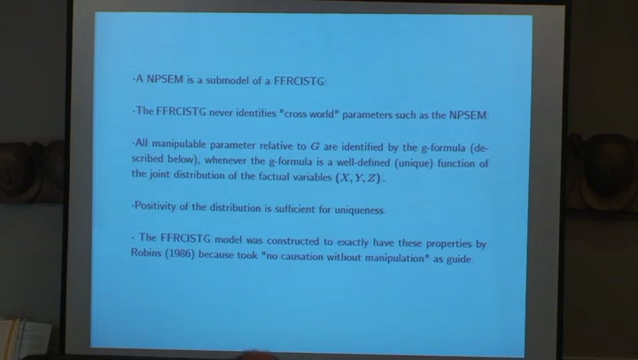 ·A NPSEM is a submodel of a FFRCISTG:
·The FFRCISTG never identifies "cross world" parameters such as the NPSEM.
·All manipulable parameter relative to G are identified by the g-formula (de-
scribed below), whenever the g-formula is a well-defined (unique) function of
the joint distribution of the factual variables (X, Y, Z).
·Positivity of the distribution is sufficient for uniqueness.
· The FFRCISTG model was constructed to exactly have these properties by
Robins (1986) because took "no causation without manipulation" as guide.